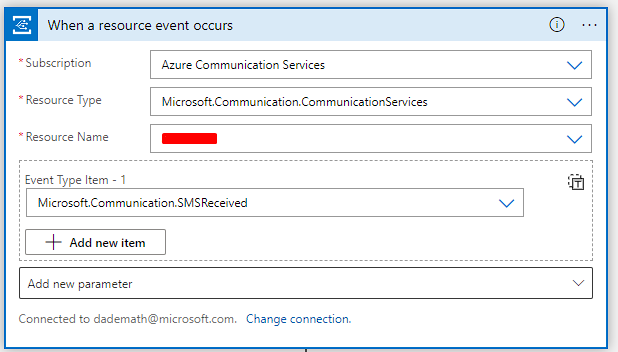 When a resource event occurs
* Subscription
Azure Communication Services
* Resource Type
Microsoft.Communication.CommunicationServices
* Resource Name
Event Type Item - 1
Microsoft.Communication.SMSReceived
Add new item
Add new parameter
Connected to dademath@microsoft.com. Change connection.